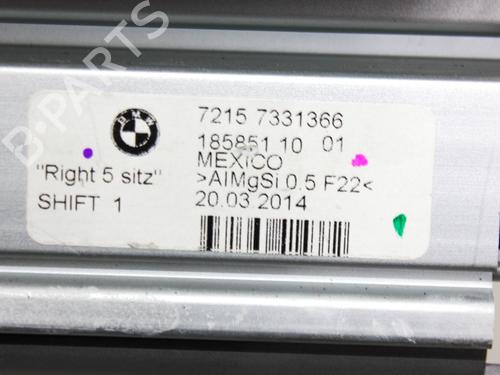 BMW
7215 7331366
185851 10 01
MEXICO
"Right 5 sitz"
>AlMgSi 0,5 F22<
SHIFT 1
20.03.2014
B-PARTS